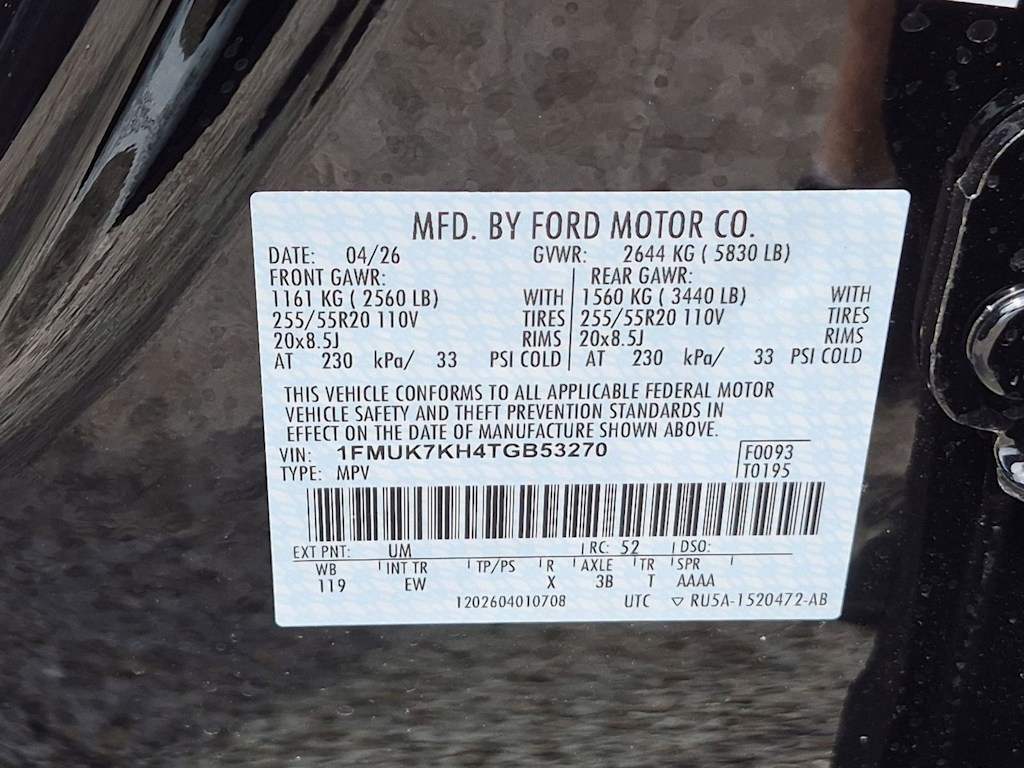 MFD. BY FORD MOTOR CO.
DATE: 04/26 GVWR: 2644 KG ( 5830 LB)
FRONT GAWR: REAR GAWR:
1161 KG ( 2560 LB) WITH 1560 KG ( 3440 LB) WITH
255/55R20 110V TIRES 255/55R20 110V TIRES
20x8.5J RIMS 20x8.5J RIMS
AT 230 kPa/ 33 PSI COLD AT 230 kPa/ 33 PSI COLD
THIS VEHICLE CONFORMS TO ALL APPLICABLE FEDERAL MOTOR
VEHICLE SAFETY AND THEFT PREVENTION STANDARDS IN
EFFECT ON THE DATE OF MANUFACTURE SHOWN ABOVE.
VIN: 1FMUK7KH4TGB53270 F0093
TYPE: MPV T0195
EXT PNT: UM RC: 52 DSO:
WB INT TR TP/PS R AXLE TR SPR
119 EW X 3B T AAAA
1202604010708 UTC ▽ RU5A-1520472-AB